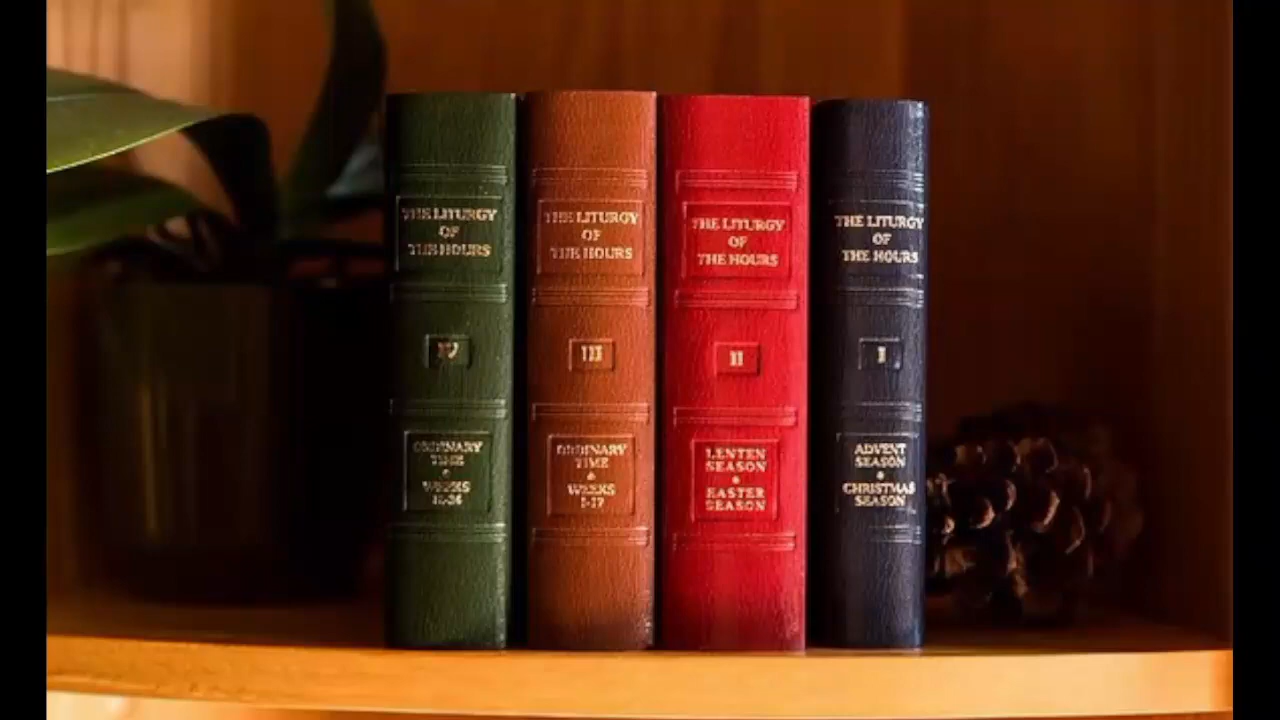 THE LITURGY
OF
THE HOURS
IV
ORDINARY
TIME
WEEKS
18-34
THE LITURGY
OF
THE HOURS
III
ORDINARY
TIME
WEEKS
1-17
THE LITURGY
OF
THE HOURS
II
LENTEN
SEASON
EASTER
SEASON
THE LITURGY
OF
THE HOURS
I
ADVENT
SEASON
CHRISTMAS
SEASON